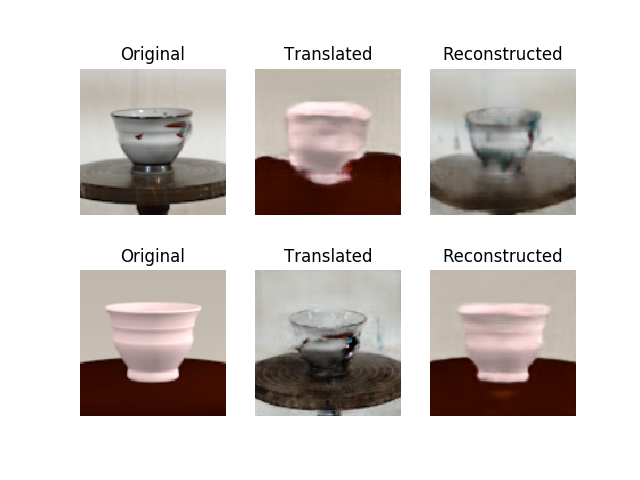 Original
Translated
Reconstructed
Original
Translated
Reconstructed